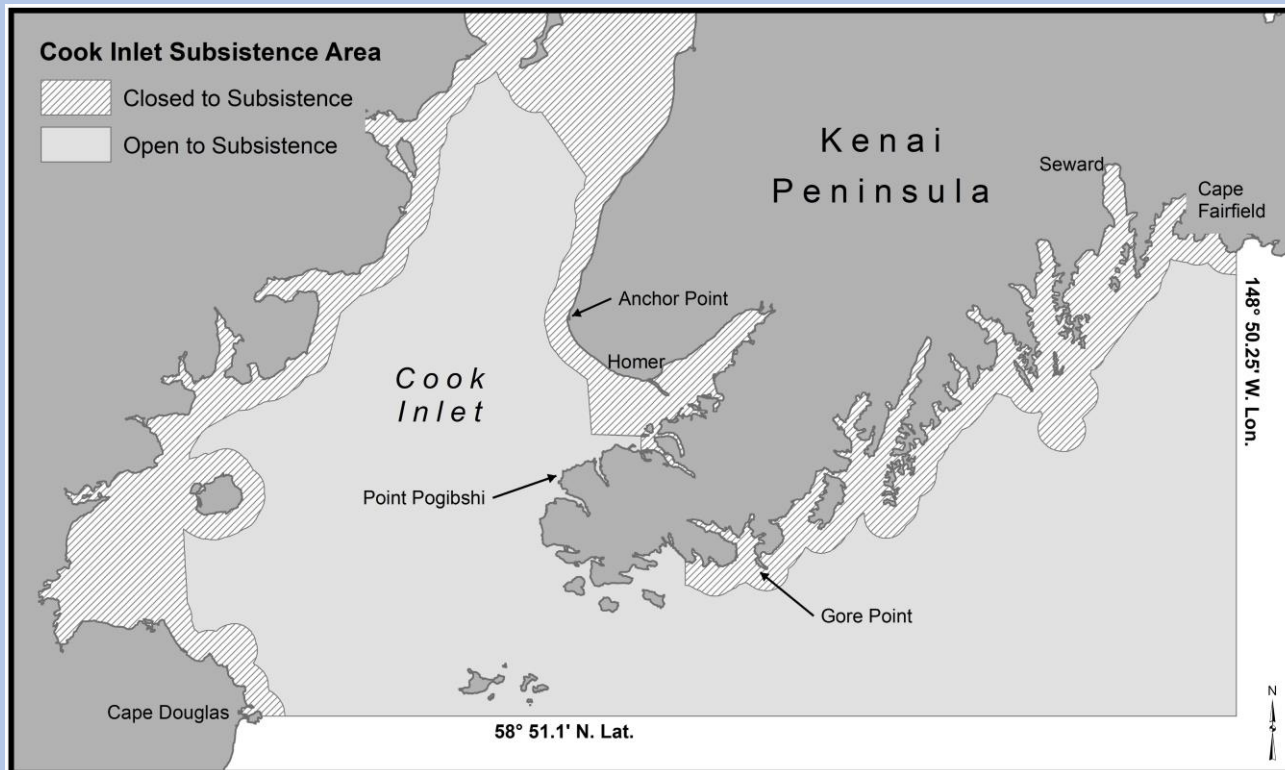 Cook Inlet Subsistence Area
Closed to Subsistence
Open to Subsistence
Kenai
Peninsula
Seward
Cape
Fairfield
Anchor Point
148° 50.25' W. Lon.
Homer
Cook
Inlet
Point Pogibshi
Gore Point
Cape Douglas
58° 51.1' N. Lat.
N